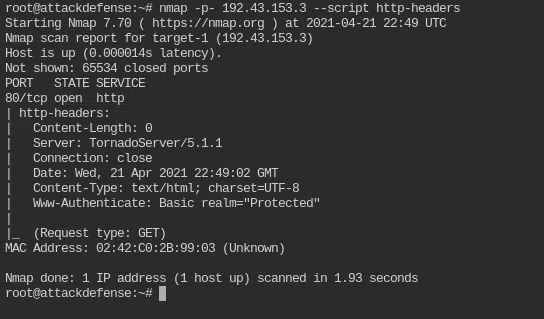 root@attackdefense:~# nmap -p- 192.43.153.3 --script http-headers
Starting Nmap 7.70 ( https://nmap.org ) at 2021-04-21 22:49 UTC
Nmap scan report for target-1 (192.43.153.3)
Host is up (0.000014s latency).
Not shown: 65534 closed ports
PORT   STATE SERVICE
80/tcp open  http
| http-headers:
|   Content-Length: 0
|   Server: TornadoServer/5.1.1
|   Connection: close
|   Date: Wed, 21 Apr 2021 22:49:02 GMT
|   Content-Type: text/html; charset=UTF-8
|   Www-Authenticate: Basic realm="Protected"
|
|_  (Request type: GET)
MAC Address: 02:42:C0:2B:99:03 (Unknown)
Nmap done: 1 IP address (1 host up) scanned in 1.93 seconds
root@attackdefense:~#